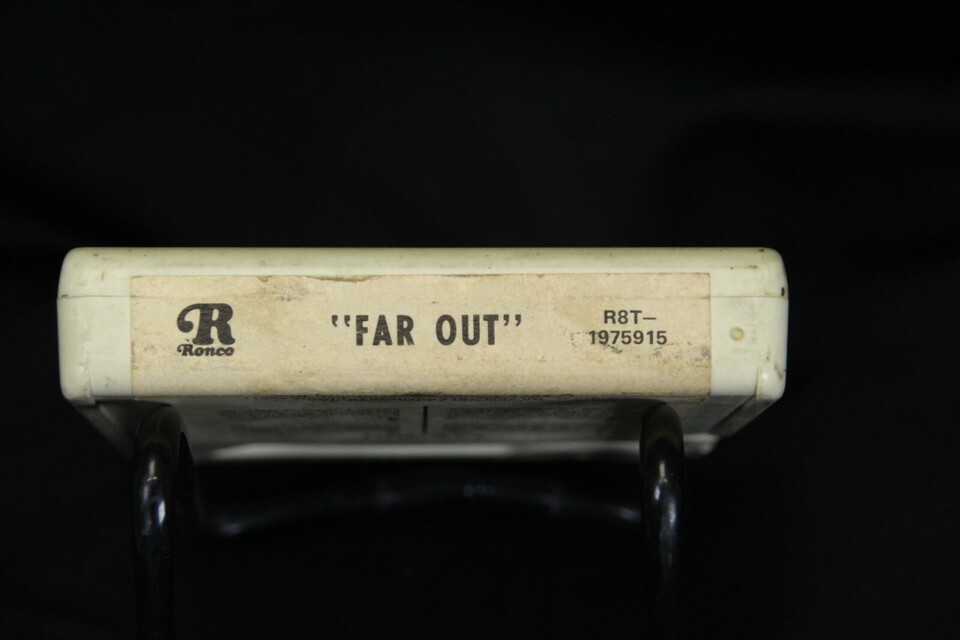 R
Ronco
"FAR OUT"
R8T-
1975915